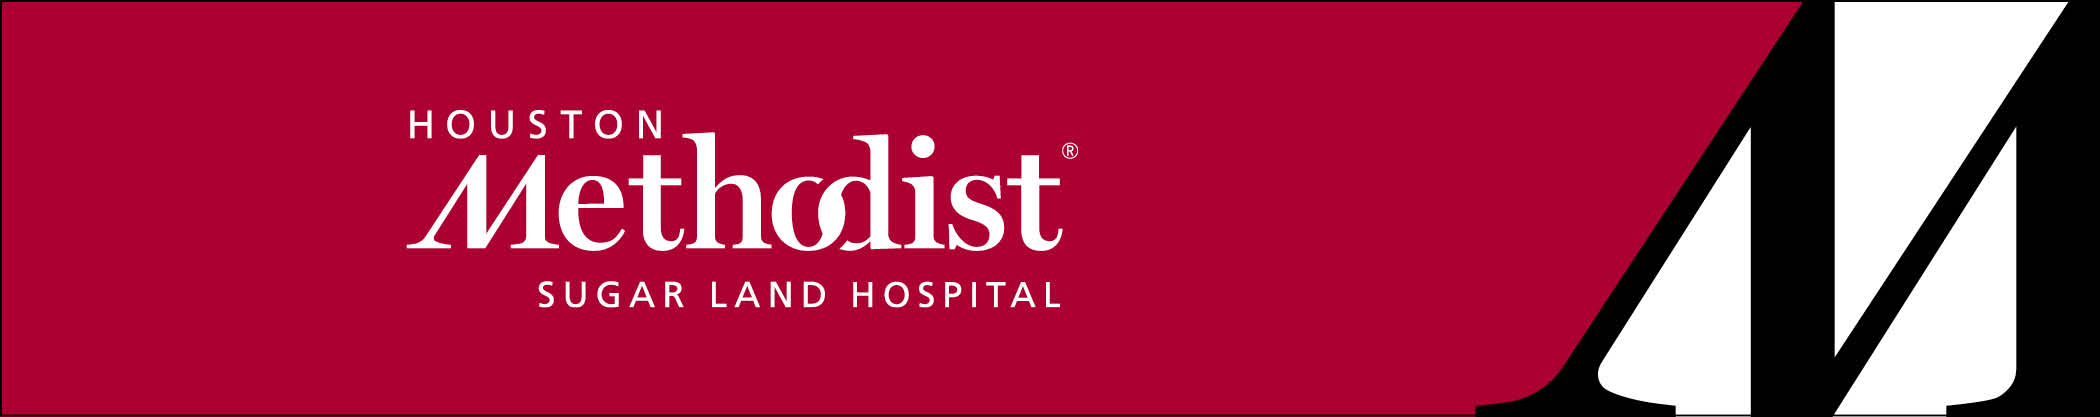 HOUSTON
Methodist®
SUGAR LAND HOSPITAL
M